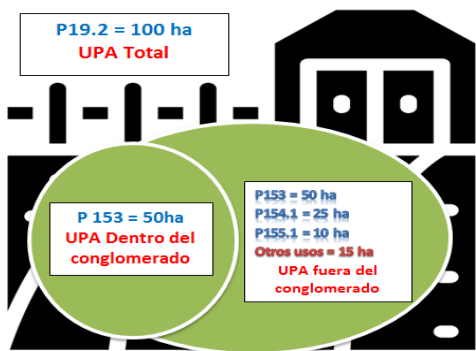 P19.2 = 100 ha
UPA Total
P 153 = 50ha
UPA Dentro del
conglomerado
P153 = 50 ha
P154.1 = 25 ha
P155.1 = 10 ha
Otros usos = 15 ha
UPA fuera del
conglomerado